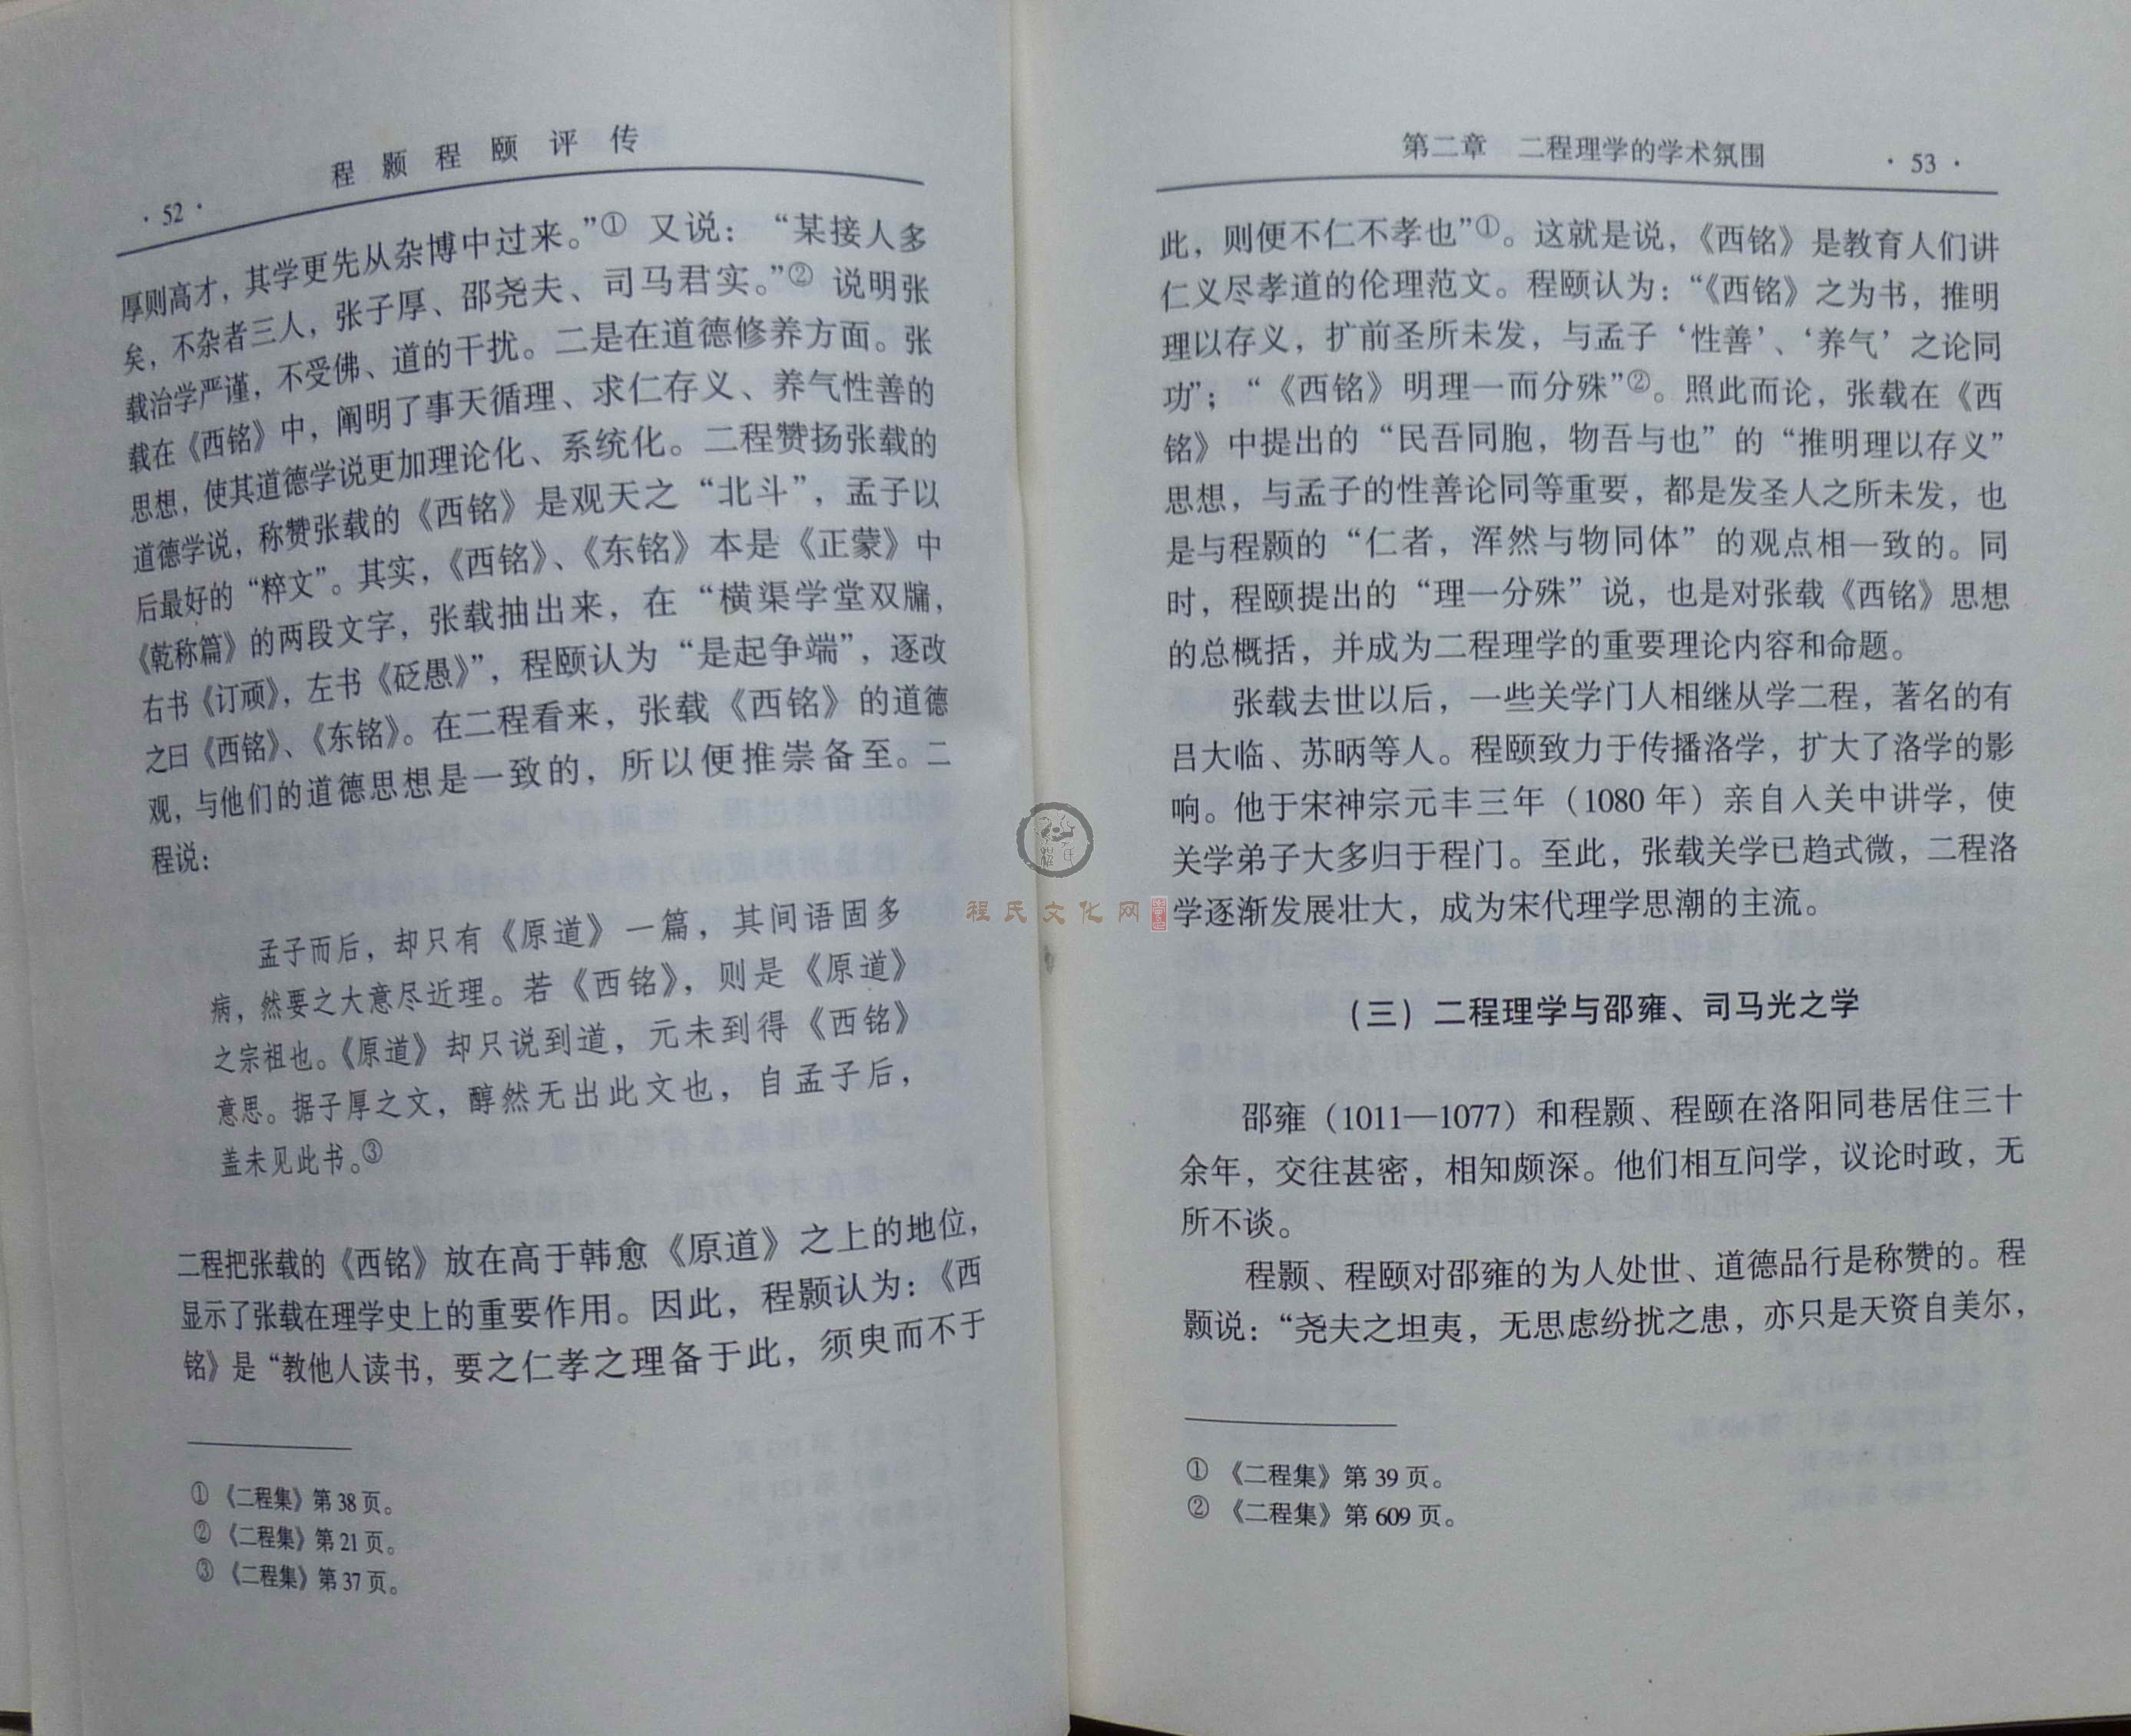 程颢程颐评传
·52·
厚则高才，其学更先从杂博中过来。”① 又说：“某接人多
矣，不杂者三人，张子厚、邵尧夫、司马君实。”② 说明张
载治学严谨，不受佛、道的干扰。二是在道德修养方面。张
载在《西铭》中，阐明了事天循理、求仁存义、养气性善的
思想，使其道德学说更加理论化、系统化。二程赞扬张载的
道德学说，称赞张载的《西铭》是观天之“北斗”，孟子以
后最好的“粹文”。其实，《西铭》、《东铭》本是《正蒙》中
《乾称篇》的两段文字，张载抽出来，在“横渠学堂双牖，
右书《订顽》，左书《砭愚》”，程颐认为“是起争端”，逐改
之曰《西铭》、《东铭》。在二程看来，张载《西铭》的道德
观，与他们的道德思想是一致的，所以便推崇备至。二
程说：
孟子而后，却只有《原道》一篇，其间语固多
病，然要之大意尽近理。若《西铭》，则是《原道》
之宗祖也。《原道》却只说到道，元未到得《西铭》
意思。据子厚之文，醇然无出此文也，自孟子后，
盖未见此书。③
二程把张载的《西铭》放在高于韩愈《原道》之上的地位，
显示了张载在理学史上的重要作用。因此，程颢认为：《西
铭》是“教他人读书，要之仁孝之理备于此，须臾而不于
① 《二程集》第 38 页。
② 《二程集》第 21 页。
③ 《二程集》第 37 页。
第二章 二程理学的学术氛围
·53·
此，则便不仁不孝也”①。这就是说，《西铭》是教育人们讲
仁义尽孝道的伦理范文。程颐认为：“《西铭》之为书，推明
理以存义，扩前圣所未发，与孟子‘性善’、‘养气’之论同
功”；“《西铭》明理一而分殊”②。照此而论，张载在《西
铭》中提出的“民吾同胞，物吾与也”的“推明理以存义”
思想，与孟子的性善论同等重要，都是发圣人之所未发，也
是与程颢的“仁者，浑然与物同体”的观点相一致的。同
时，程颐提出的“理一分殊”说，也是对张载《西铭》思想
的总概括，并成为二程理学的重要理论内容和命题。
张载去世以后，一些关学门人相继从学二程，著名的有
吕大临、苏昞等人。程颐致力于传播洛学，扩大了洛学的影
响。他于宋神宗元丰三年（1080 年）亲自入关中讲学，使
关学弟子大多归于程门。至此，张载关学已趋式微，二程洛
学逐渐发展壮大，成为宋代理学思潮的主流。
（三）二程理学与邵雍、司马光之学
邵雍（1011—1077）和程颢、程颐在洛阳同巷居住三十
余年，交往甚密，相知颇深。他们相互问学，议论时政，无
所不谈。
程颢、程颐对邵雍的为人处世、道德品行是称赞的。程
颢说：“尧夫之坦夷，无思虑纷扰之患，亦只是天资自美尔，
① 《二程集》第 39 页。
② 《二程集》第 609 页。
程氏文化网